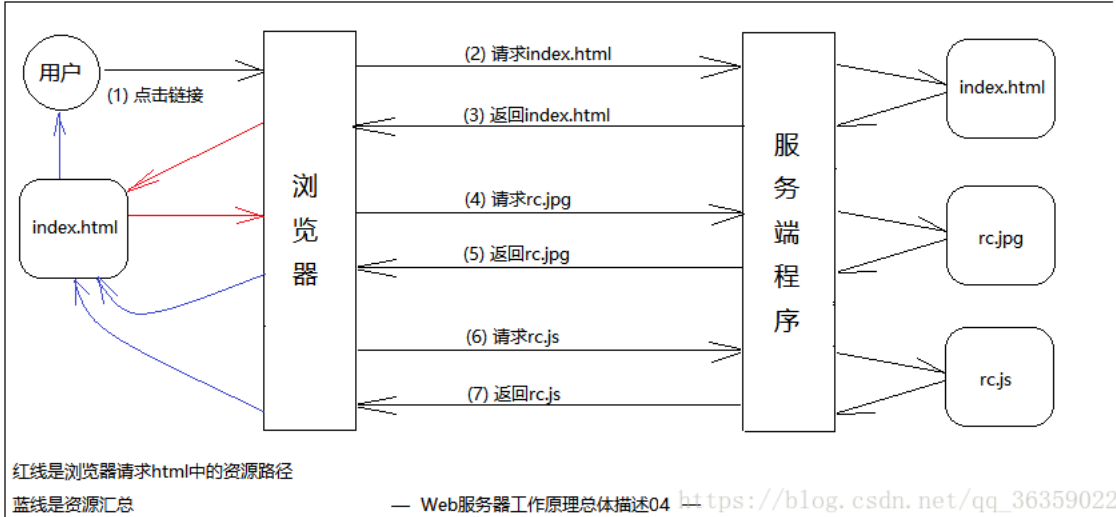 用户
(1) 点击链接
index.html
浏览器
(2) 请求index.html
(3) 返回index.html
(4) 请求rc.jpg
(5) 返回rc.jpg
(6) 请求rc.js
(7) 返回rc.js
服务端程序
index.html
rc.jpg
rc.js
红线是浏览器请求html中的资源路径
蓝线是资源汇总
— Web服务器工作原理总体描述04 —
https://blog.csdn.net/qq_36359022